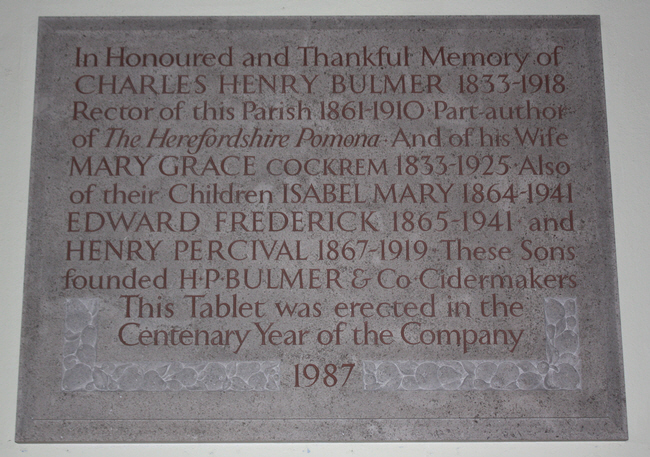 In Honoured and Thankful Memory of
CHARLES HENRY BULMER 1833-1918
Rector of this Parish 1861-1910·Part-author
of The Herefordshire Pomona·And of his Wife
MARY GRACE COCKREM 1833-1925·Also
of their Children ISABEL MARY 1864-1941
EDWARD FREDERICK 1865-1941 and
HENRY PERCIVAL 1867-1919·These Sons
founded H·P·BULMER & Co·Cidermakers
This Tablet was erected in the
Centenary Year of the Company
1987